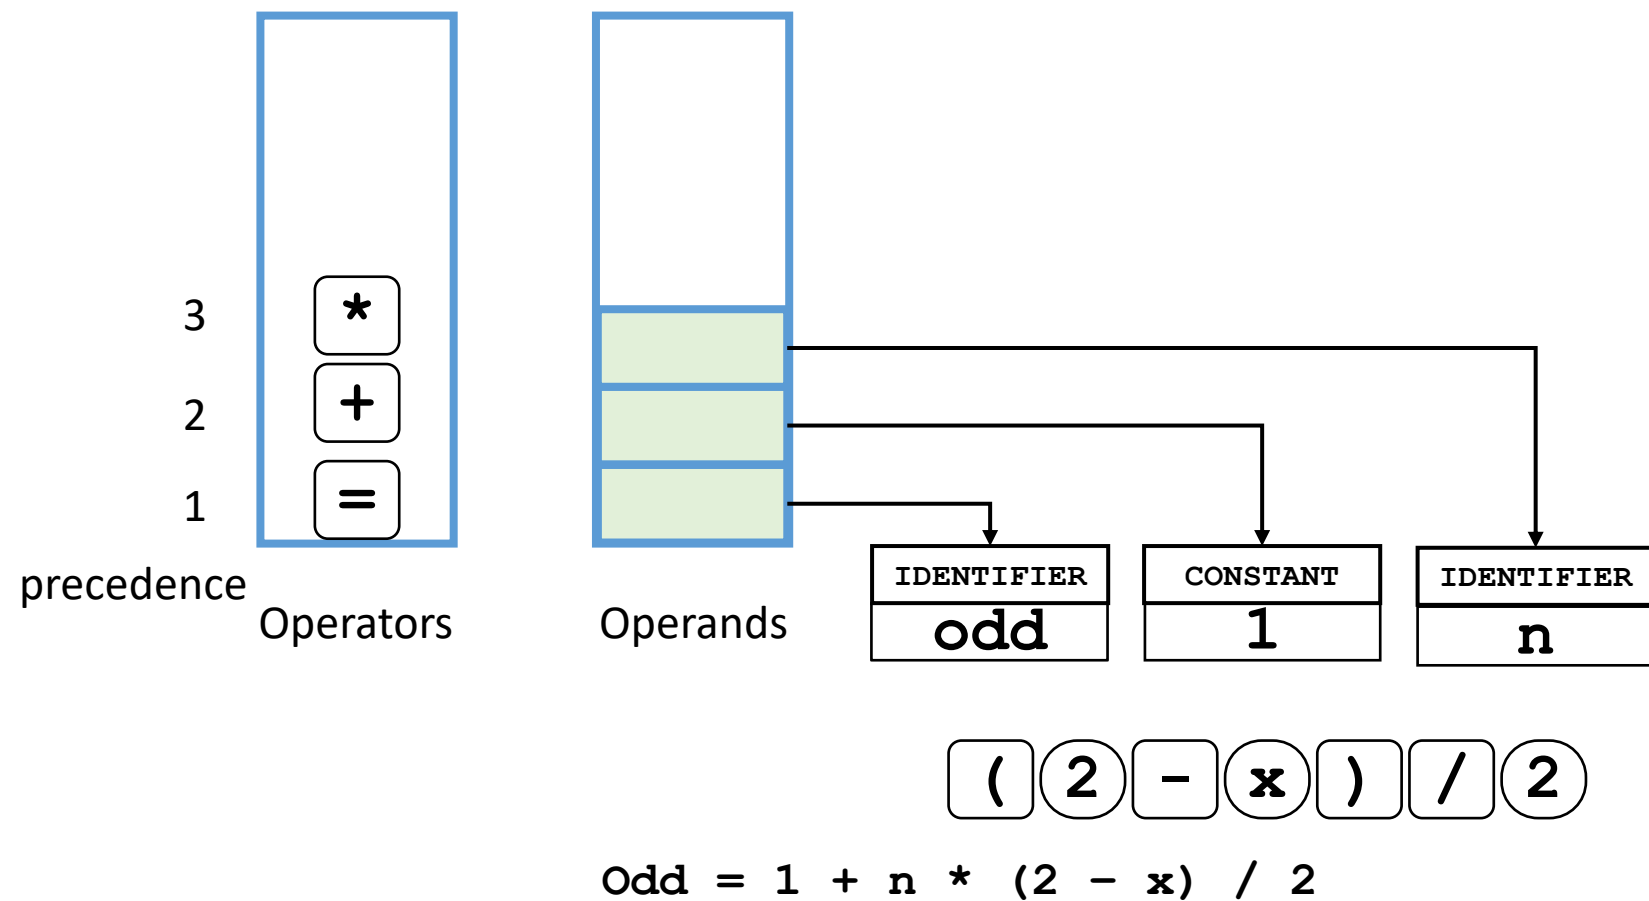 3 *
2 +
1 =
precedence
Operators
Operands
IDENTIFIER
odd
CONSTANT
1
IDENTIFIER
n
( 2 - x ) / 2
Odd = 1 + n * (2 – x) / 2